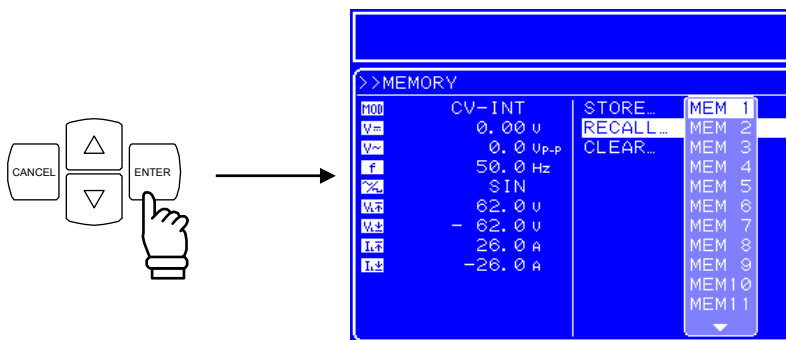 CANCEL
ENTER
>>MEMORY
MOD CV-INT STORE… MEM 1
V= 0.00 V RECALL… MEM 2
V~ 0.0 Vp-p CLEAR… MEM 3
f 50.0 Hz MEM 4
SIN MEM 5
62.0 V MEM 6
- 62.0 V MEM 7
26.0 A MEM 8
-26.0 A MEM 9
MEM10
MEM11